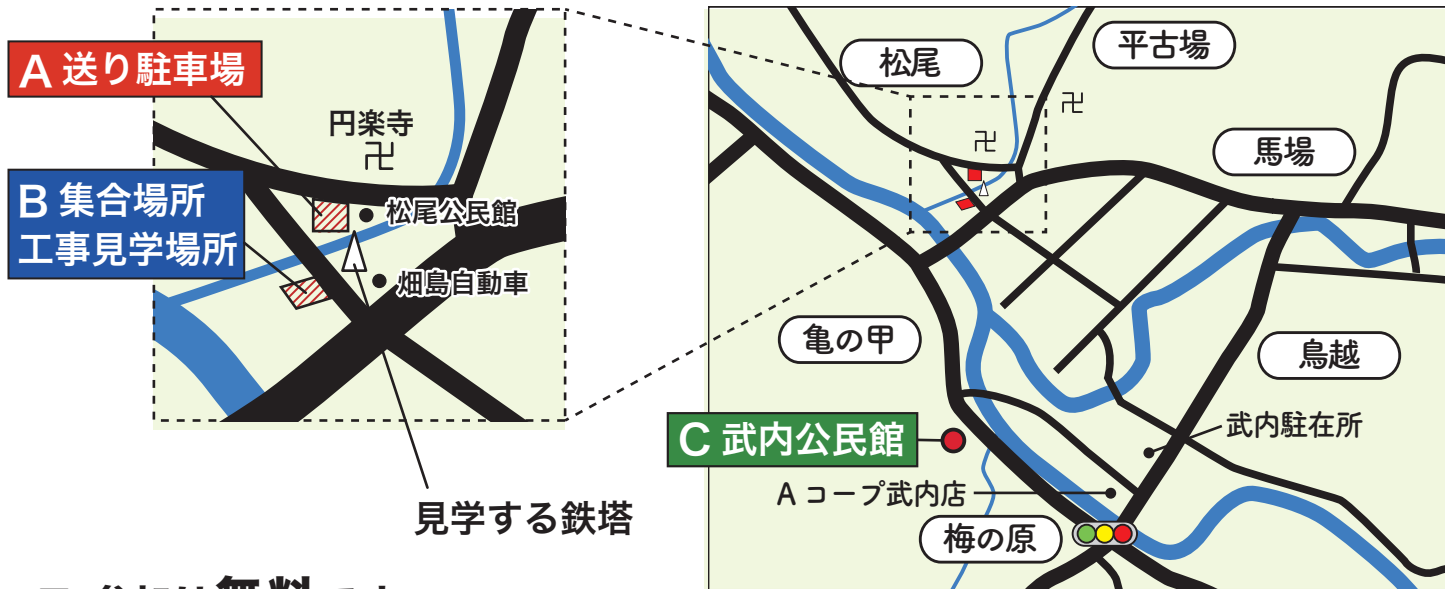 A 送り駐車場
円楽寺
卍
B 集合場所
工事見学場所
松尾公民館
畑島自動車
見学する鉄塔
松尾
平古場
卍
卍
馬場
亀の甲
鳥越
C 武内公民館
武内駐在所
A コープ武内店
梅の原
無料